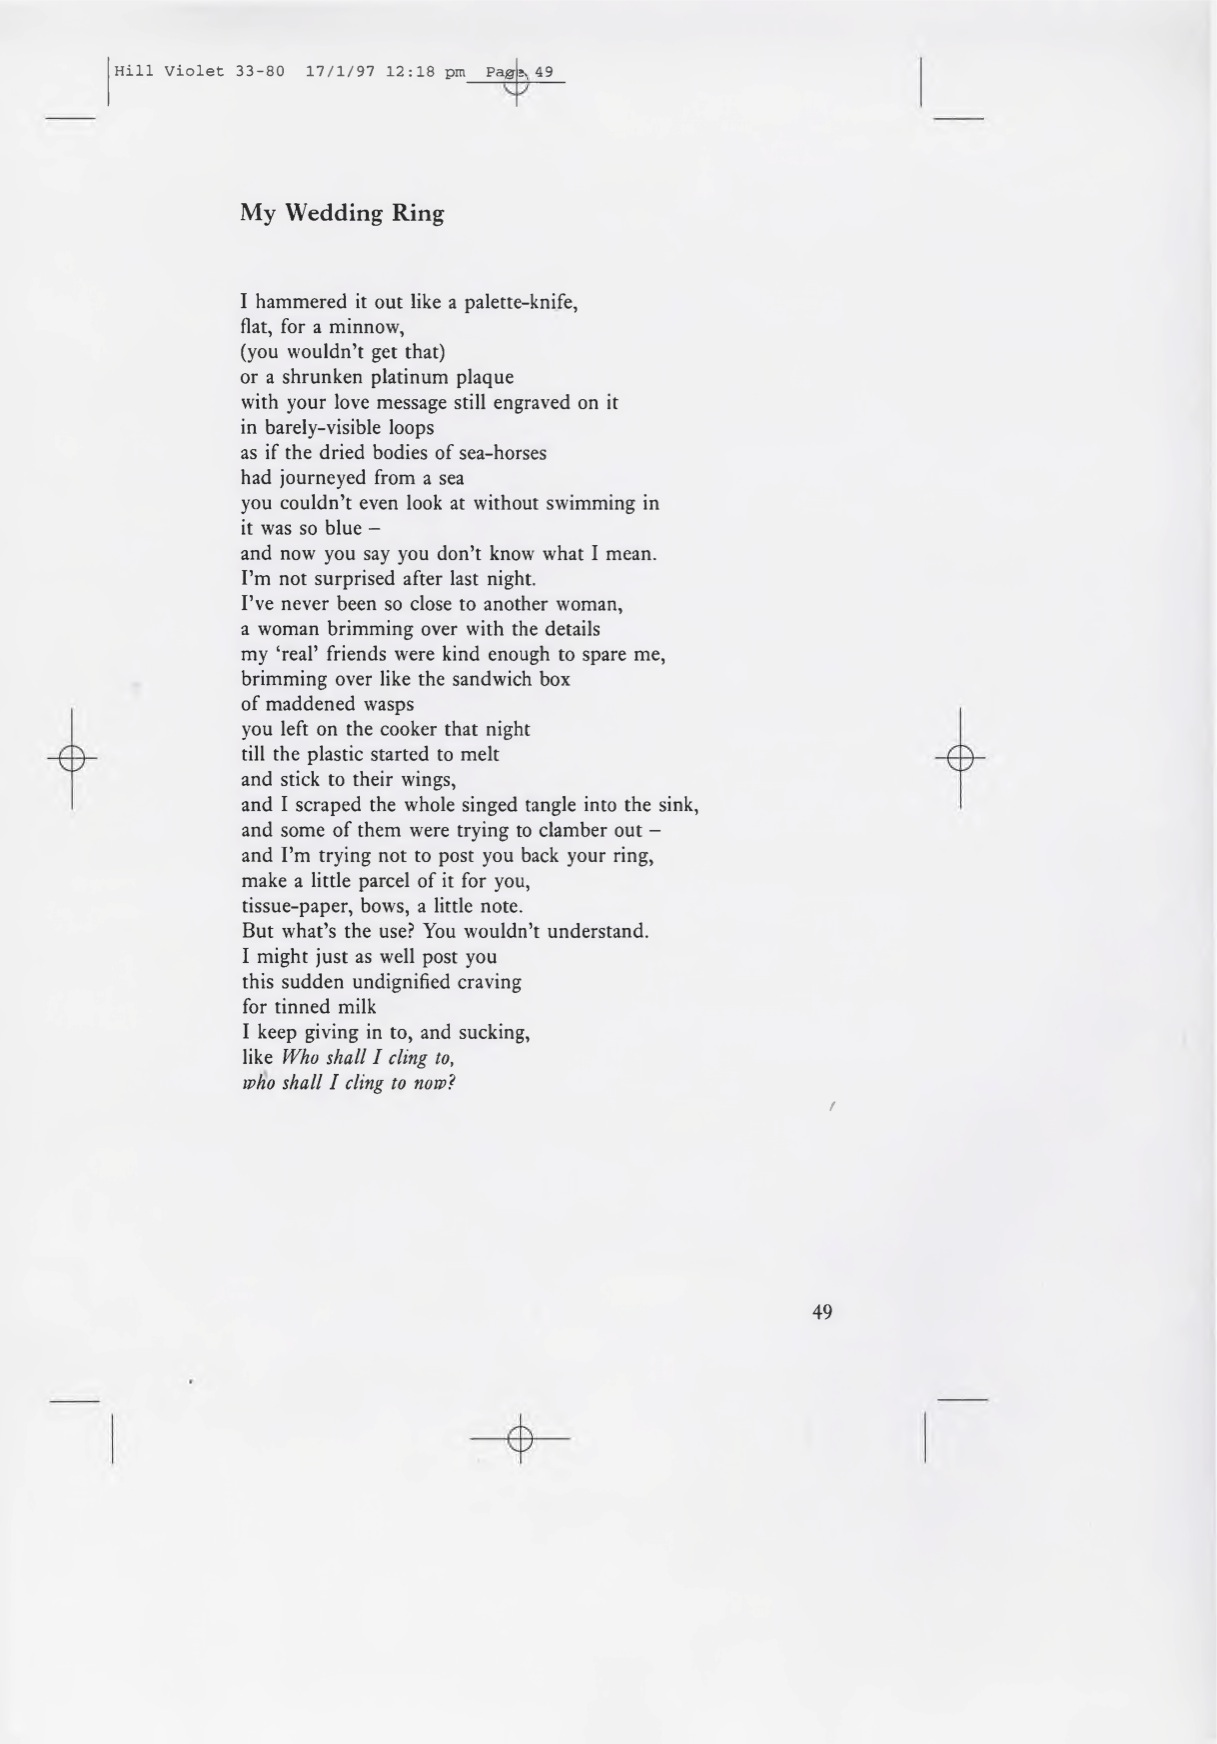 Hill Violet 33-80 17/1/97 12:18 pm Page 49
My Wedding Ring
I hammered it out like a palette-knife,
flat, for a minnow,
(you wouldn't get that)
or a shrunken platinum plaque
with your love message still engraved on it
in barely-visible loops
as if the dried bodies of sea-horses
had journeyed from a sea
you couldn't even look at without swimming in
it was so blue –
and now you say you don't know what I mean.
I'm not surprised after last night.
I've never been so close to another woman,
a woman brimming over with the details
my ‘real’ friends were kind enough to spare me,
brimming over like the sandwich box
of maddened wasps
you left on the cooker that night
till the plastic started to melt
and stick to their wings,
and I scraped the whole singed tangle into the sink,
and some of them were trying to clamber out –
and I'm trying not to post you back your ring,
make a little parcel of it for you,
tissue-paper, bows, a little note.
But what's the use? You wouldn't understand.
I might just as well post you
this sudden undignified craving
for tinned milk
I keep giving in to, and sucking,
like Who shall I cling to,
who shall I cling to now?
49